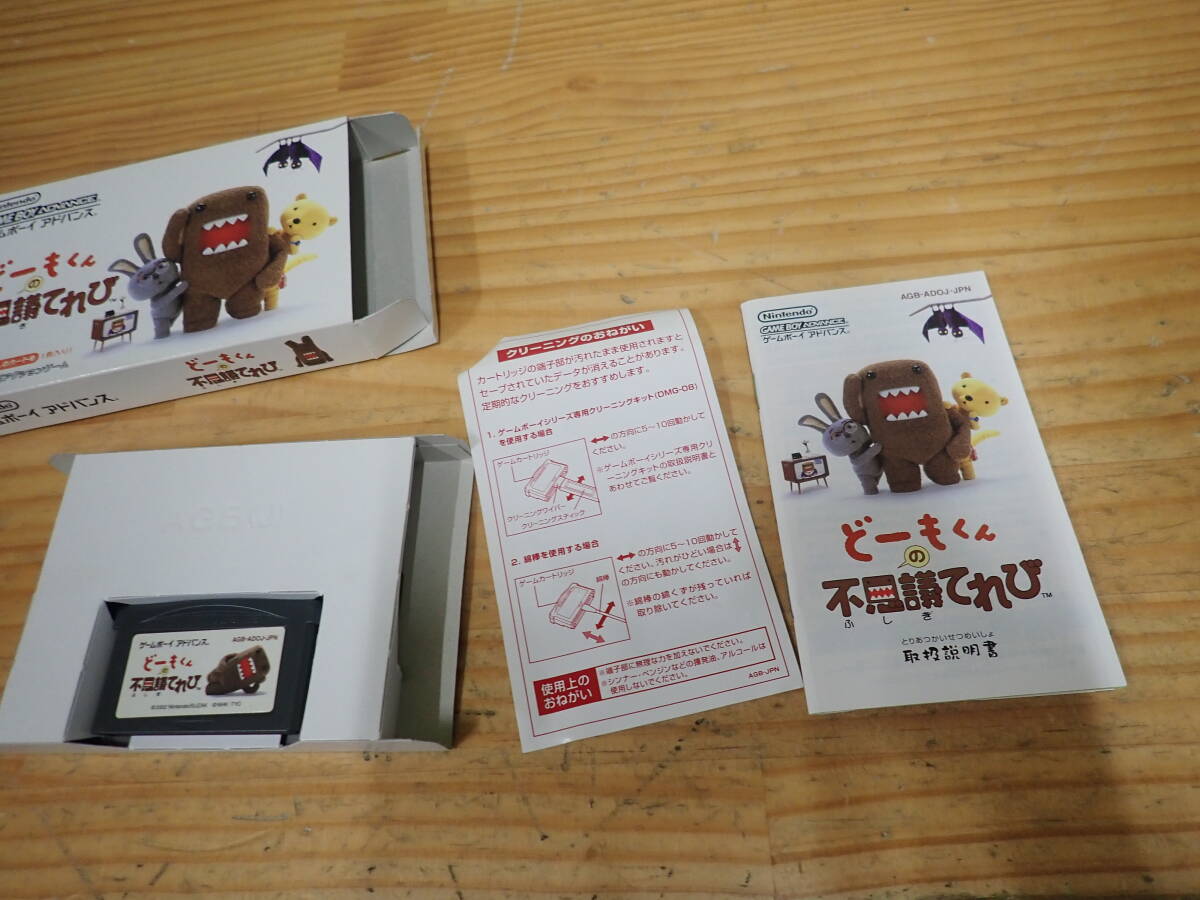 Nintendo
GAME BOY ADVANCE
ゲームボーイ アドバンス
どーもくん
の
不思議てれび
ぎ
どーもくん
の
不思議てれび
ボーイ アドバンス
クリーニングのおねがい
カートリッジの端子部が汚れたまま使用されますと
セーブされていたデータが消えることがあります。
定期的なクリーニングをおすすめします。
1. ゲームボーイシリーズ専用クリーニングキット(DMG-08)
を使用する場合
ゲームカートリッジ
クリーニングワイパー
クリーニングスティック
の方向に5〜10回動かして
ください。
※ゲームボーイシリーズ専用クリ
ーニングキットの取扱説明書と
あわせてご覧ください。
2. 綿棒を使用する場合
ゲームカートリッジ
綿棒
の方向に5〜10回動かして
ください。汚れがひどい場合は
の方向にも動かしてください。
※綿棒の綿くずが残っていれば
取り除いてください。
使用上の
おねがい
※端子部に無理な力を加えないでください。
※シンナー、ベンジンなどの揮発油、アルコールは
使用しないでください。
AGB-JPN
AGB-ADOJ-JPN
Nintendo
GAME BOY ADVANCE
ゲームボーイ アドバンス
どーもくん
の
不思議てれび™
ふしぎ
とりあつかいせつめいしょ
取扱説明書
ゲームボーイ アドバンス
AGB-ADOJ-JPN
どーもくん
の
不思議てれび
©2002 Nintendo/SUZAK ©NHK・TYO